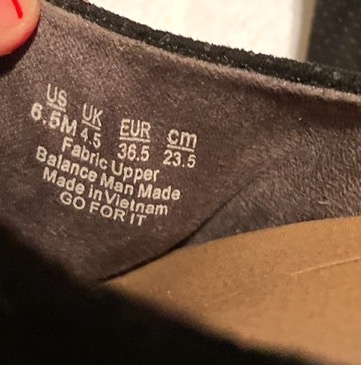 US UK EUR cm
6.5M 4.5 36.5 23.5
Fabric Upper
Balance Man Made
Made in Vietnam
GO FOR IT